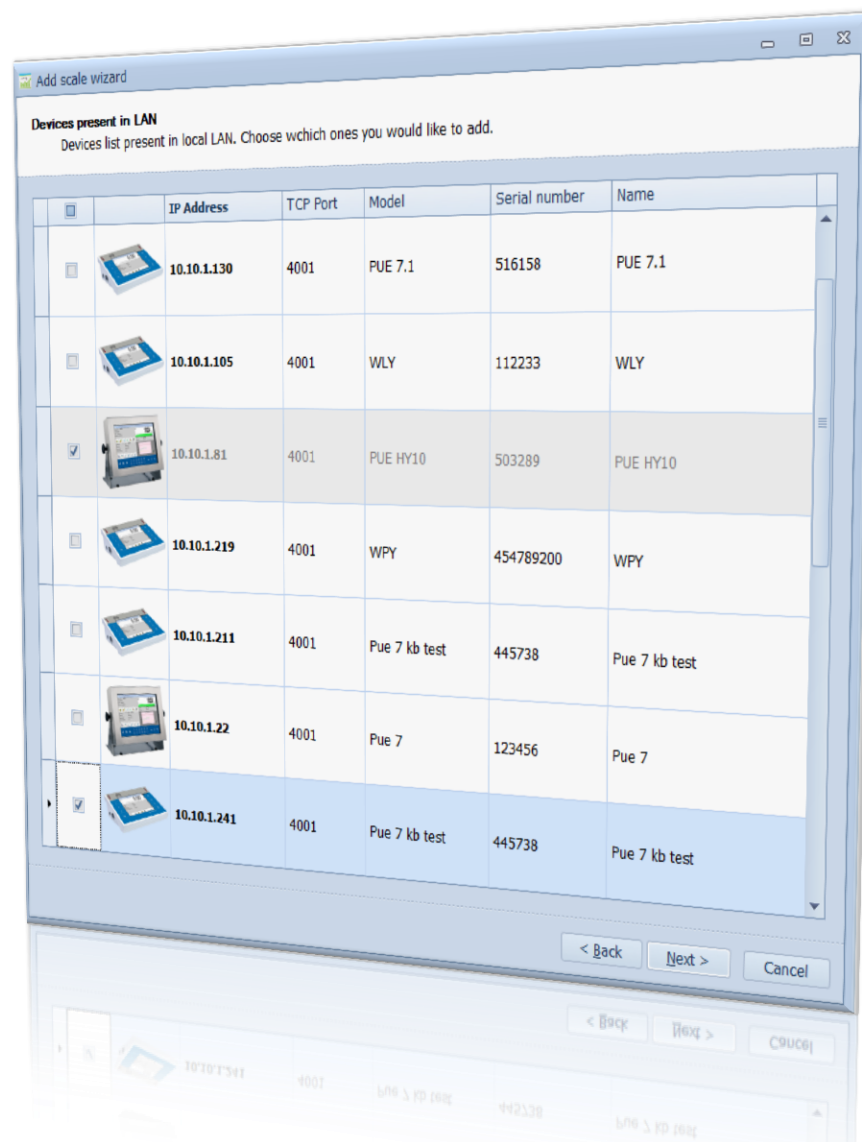 Add scale wizard
Devices present in LAN
Devices list present in local LAN. Choose wchich ones you would like to add.
IP Address TCP Port Model Serial number Name
10.10.1.130 4001 PUE 7.1 516158 PUE 7.1
10.10.1.105 4001 WLY 112233 WLY
10.10.1.81 4001 PUE HY10 503289 PUE HY10
10.10.1.219 4001 WPY 454789200 WPY
10.10.1.211 4001 Pue 7 kb test 445738 Pue 7 kb test
10.10.1.22 4001 Pue 7 123456 Pue 7
10.10.1.241 4001 Pue 7 kb test 445738 Pue 7 kb test
< Back Next > Cancel